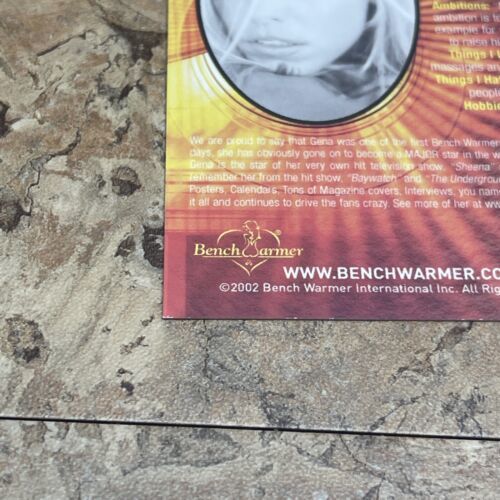 Ambitions:
ambition is
example for
to raise hi
Things I L
massages an
Things I Ha
people
Hobbie
We are proud to say that Gena was one of the first Bench Warmer
days, she has obviously gone on to become a MAJOR star in the w
Gena is the star of her very own hit television show, "Sheena"
remember her from the hit show, "Baywatch" and "The Undergroun
Posters, Calendars, Tons of Magazine covers, Interviews, you nam
it all and continues to drive the fans crazy. See more of her at ww
Bench Warmer
®
WWW.BENCHWARMER.CO
©2002 Bench Warmer International Inc. All Rig